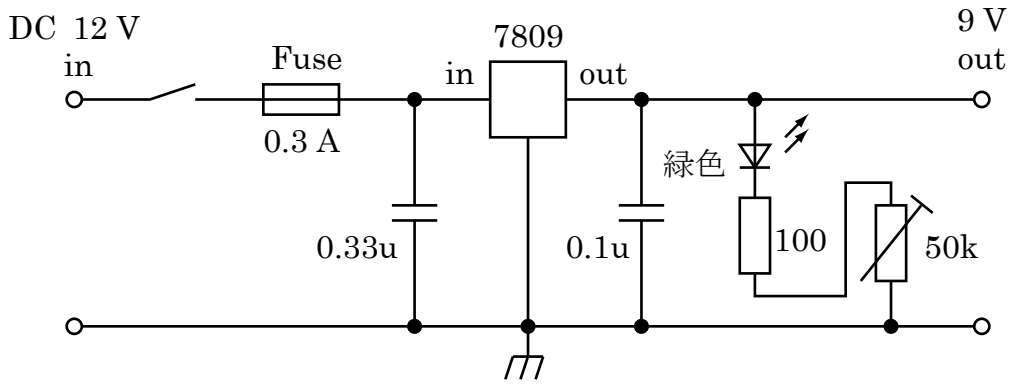 DC 12 V
in
Fuse
0.3 A
7809
in
out
9 V
out
0.33u
0.1u
緑色
100
50k